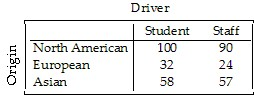 Driver
Student Staff
Origin
North American 100 90
European 32 24
Asian 58 57